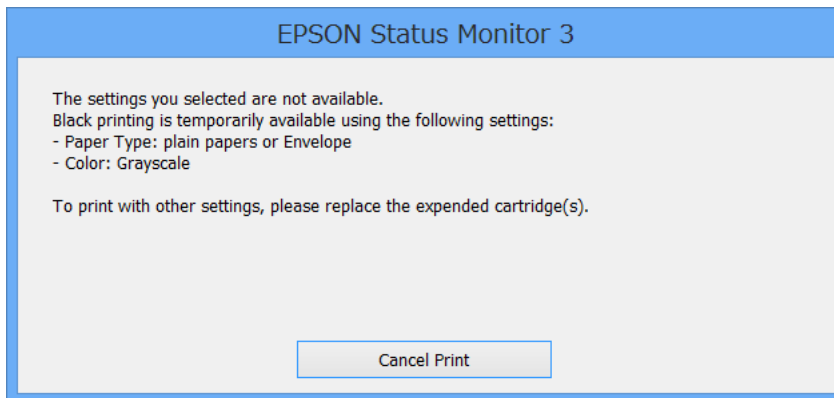 EPSON Status Monitor 3
The settings you selected are not available.
Black printing is temporarily available using the following settings:
- Paper Type: plain papers or Envelope
- Color: Grayscale
To print with other settings, please replace the expended cartridge(s).
Cancel Print